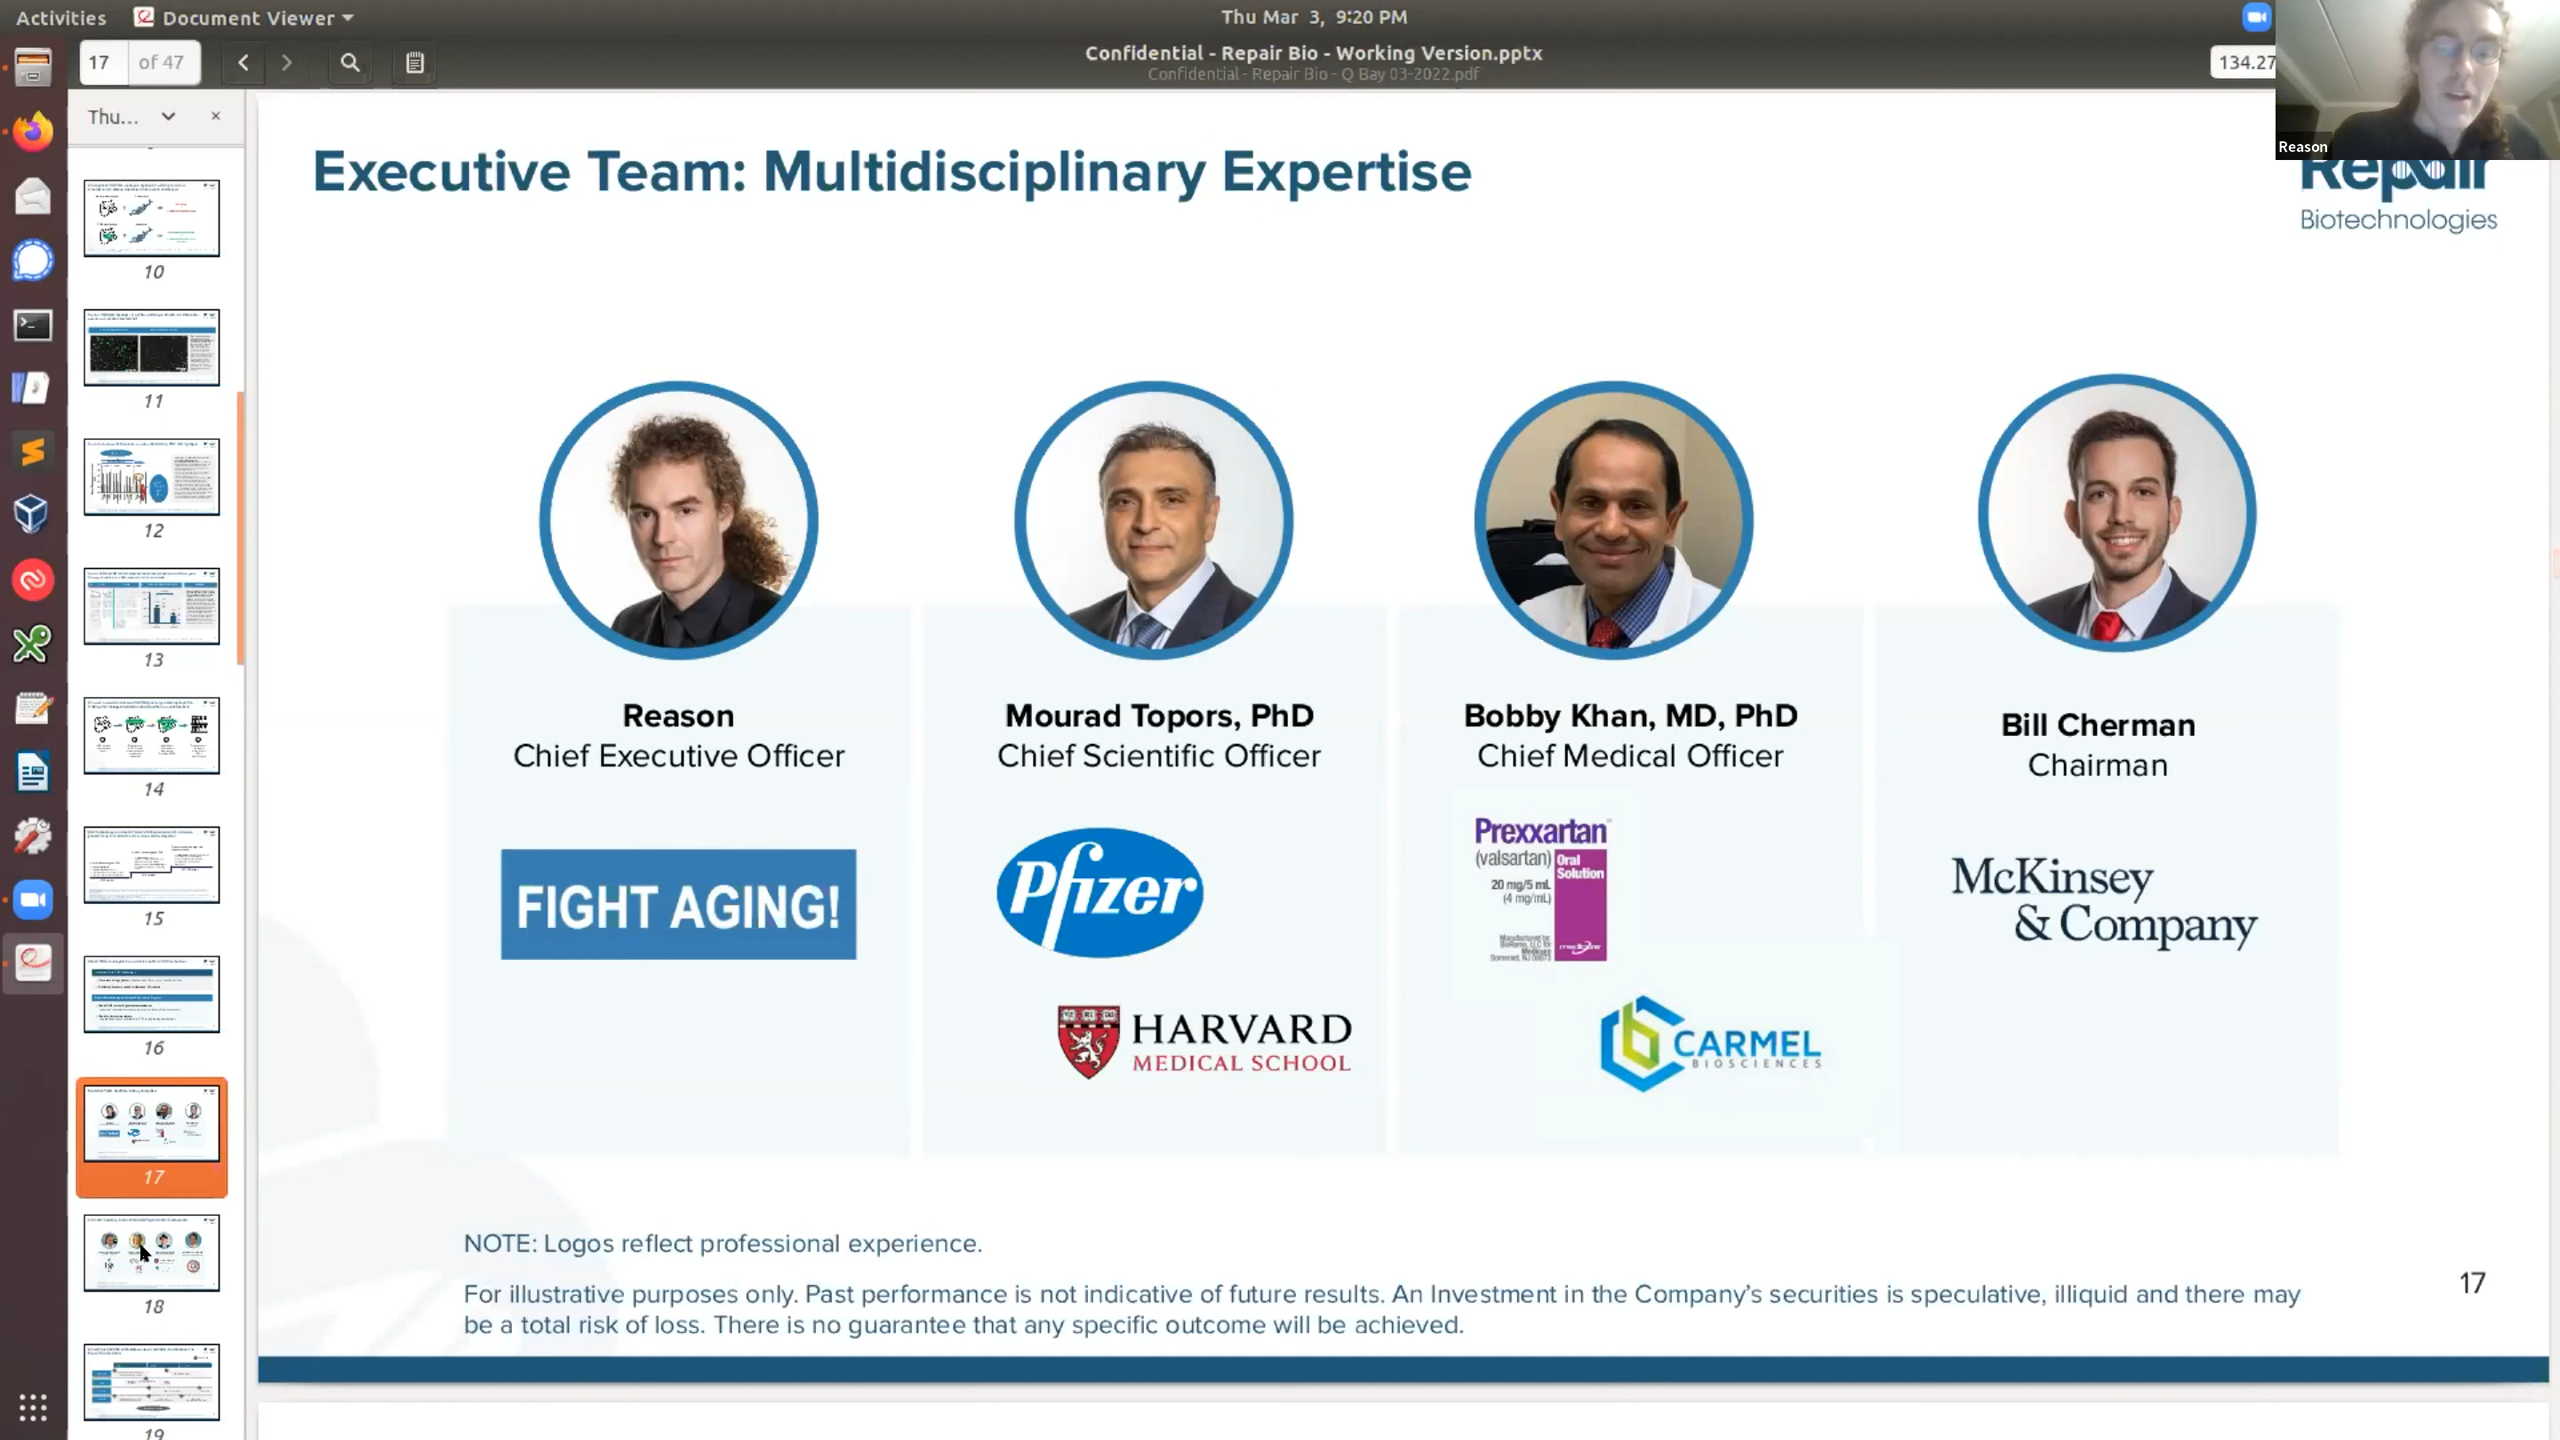 Activities
Document Viewer
Thu Mar 3, 9:20 PM
17 of 47
Confidential - Repair Bio - Working Version.pptx
Confidential - Repair Bio - Q Bay 03-2022.pdf
134.27
Reason
Thu...
10
11
12
13
14
15
16
17
18
19
Executive Team: Multidisciplinary Expertise
Repair
Biotechnologies
Reason
Chief Executive Officer
FIGHT AGING!
Mourad Topors, PhD
Chief Scientific Officer
Pfizer
HARVARD
MEDICAL SCHOOL
Bobby Khan, MD, PhD
Chief Medical Officer
Prexxartan
(valsartan) Oral
Solution
20 mg/5 mL
(4 mg/mL)
CARMEL
BIOSCIENCES
Bill Cherman
Chairman
McKinsey
& Company
NOTE: Logos reflect professional experience.
For illustrative purposes only. Past performance is not indicative of future results. An Investment in the Company's securities is speculative, illiquid and there may
be a total risk of loss. There is no guarantee that any specific outcome will be achieved.
17